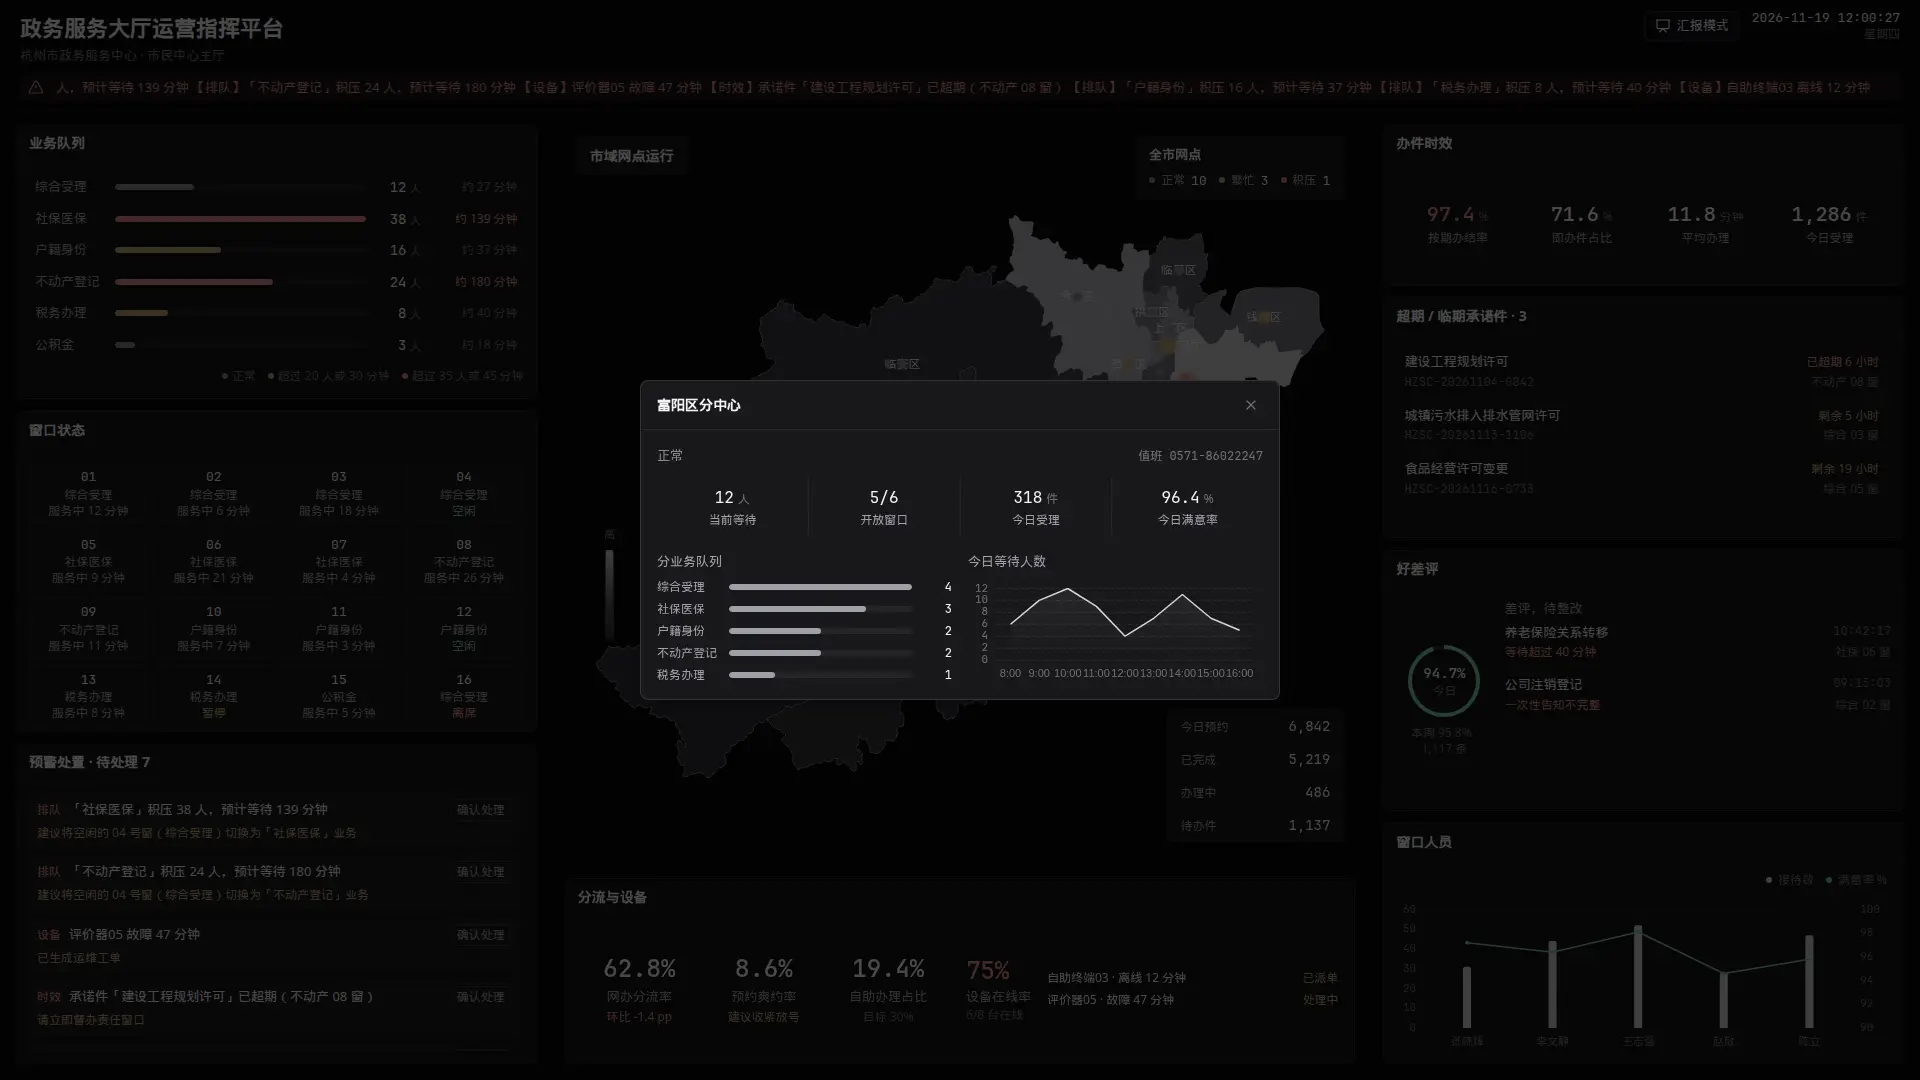 政务服务大厅运营指挥平台
杭州市政务服务中心 · 市民中心主厅
汇报模式
2026-11-19 12:00:27
星期四
人，预计等待 139 分钟 【排队】「不动产登记」积压 24 人，预计等待 180 分钟 【设备】评价器05 故障 47 分钟 【时效】承诺件「建设工程规划许可」已超期（不动产 08 窗） 【排队】「户籍身份」积压 16 人，预计等待 37 分钟 【排队】「税务办理」积压 8 人，预计等待 40 分钟 【设备】自助终端03 离线 12 分钟
业务队列
综合受理 12 人 约 27 分钟
社保医保 38 人 约 139 分钟
户籍身份 16 人 约 37 分钟
不动产登记 24 人 约 180 分钟
税务办理 8 人 约 40 分钟
公积金 3 人 约 18 分钟
正常 超过 20 人或 30 分钟 超过 35 人或 45 分钟
窗口状态
01 02 03 04
综合受理 综合受理 综合受理 综合受理
服务中 12 分钟 服务中 6 分钟 服务中 18 分钟 空闲
05 06 07 08
社保医保 社保医保 社保医保 不动产登记
服务中 9 分钟 服务中 21 分钟 服务中 4 分钟 服务中 26 分钟
09 10 11 12
不动产登记 户籍身份 户籍身份 户籍身份
服务中 11 分钟 服务中 7 分钟 服务中 3 分钟 空闲
13 14 15 16
税务办理 税务办理 公积金 综合受理
服务中 8 分钟 暂停 服务中 5 分钟 离席
预警处置 · 待处理 7
排队 「社保医保」积压 38 人，预计等待 139 分钟 确认处理
建议将空闲的 04 号窗（综合受理）切换为「社保医保」业务
排队 「不动产登记」积压 24 人，预计等待 180 分钟 确认处理
建议将空闲的 04 号窗（综合受理）切换为「不动产登记」业务
设备 评价器05 故障 47 分钟 确认处理
已生成运维工单
时效 承诺件「建设工程规划许可」已超期（不动产 08 窗） 确认处理
请立即督办责任窗口
市域网点运行
全市网点
正常 10 繁忙 3 积压 1
临平区
钱塘区
临安区
高
富阳区分中心
正常 值班 0571-86022247
12 人 5/6 318 件 96.4 %
当前等待 开放窗口 今日受理 今日满意率
分业务队列
综合受理 4
社保医保 3
户籍身份 2
不动产登记 2
税务办理 1
今日等待人数
12
10
8
6
4
2
0
8:00 9:00 10:00 11:00 12:00 13:00 14:00 15:00 16:00
今日预约 6,842
已完成 5,219
办理中 486
待办件 1,137
分流与设备
62.8% 8.6% 19.4% 75%
网办分流率 预约爽约率 自助办理占比 设备在线率
环比 -1.4 pp 建议收紧放号 目标 30% 6/8 台在线
自助终端03 · 离线 12 分钟 已派单
评价器05 · 故障 47 分钟 处理中
办件时效
97.4 % 71.6 % 11.8 分钟 1,286 件
按期办结率 即办件占比 平均办理 今日受理
超期 / 临期承诺件 · 3
建设工程规划许可 已超期 6 小时
HZSC-20261104-0842 不动产 08 窗
城镇污水排入排水管网许可 剩余 5 小时
HZSC-20261113-1106 综合 03 窗
食品经营许可变更 剩余 19 小时
HZSC-20261116-0733 综合 05 窗
好差评
94.7%
今日
本周 95.8%
1,117 条
差评，待整改
养老保险关系转移 10:42:17
等待超过 40 分钟 社保 06 窗
公司注销登记 09:15:03
一次性告知不完整 综合 02 窗
窗口人员
接待数 满意率 %
60 100
50 98
40 96
30 94
20 92
10 90
0
李文静 王志强 陈立